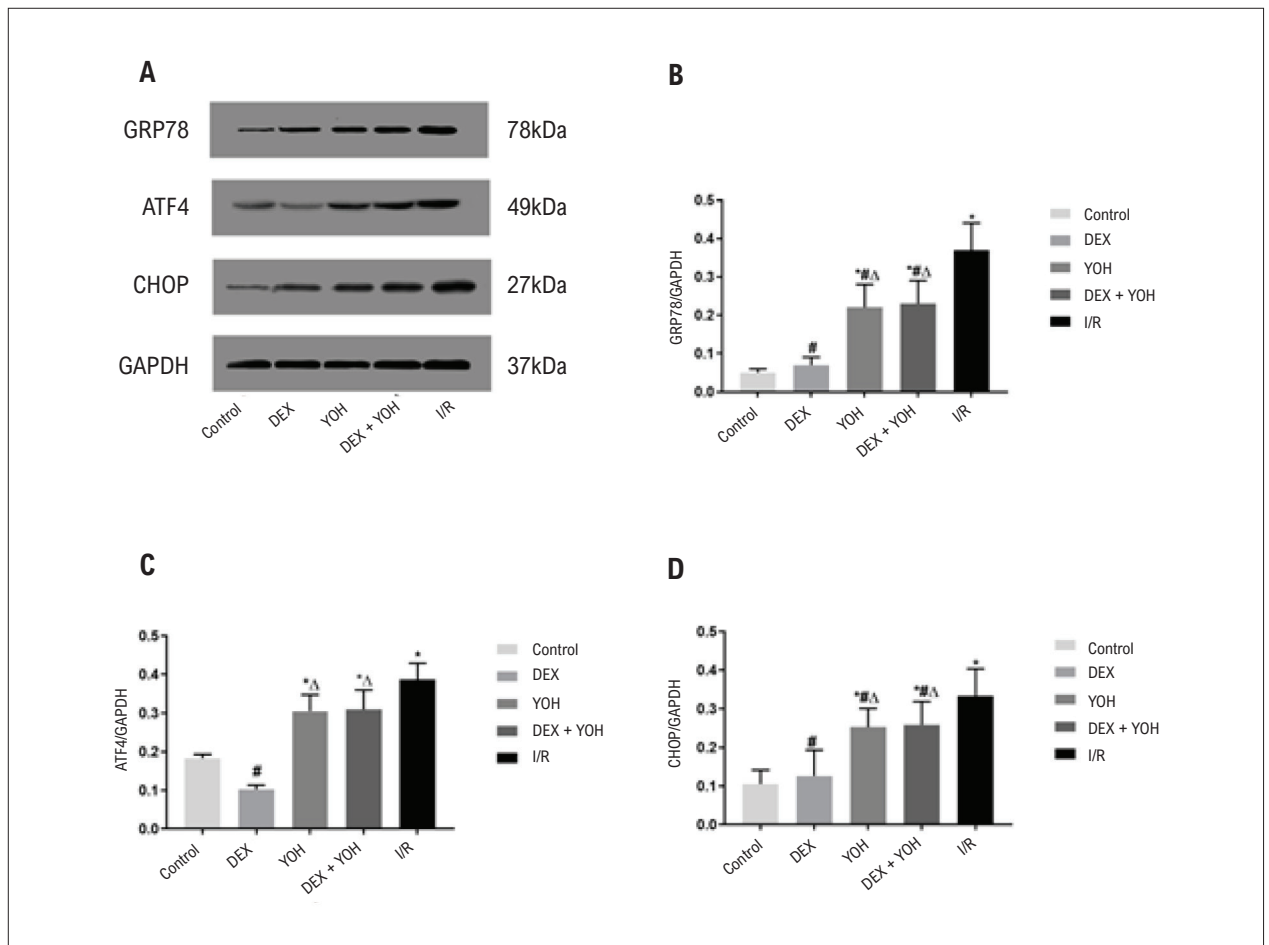 A
GRP78 78kDa
ATF4 49kDa
CHOP 27kDa
GAPDH 37kDa
Control DEX YOH DEX + YOH I/R
B
GRP78/GAPDH
0.5
0.4
0.3
0.2
0.1
0.0
#
*#Δ
*#Δ
*
Control DEX YOH DEX + YOH I/R
Control
DEX
YOH
DEX + YOH
I/R
C
ATF4/GAPDH
0.5
0.4
0.3
0.2
0.1
0.0
#
*Δ
*Δ
*
Control DEX YOH DEX + YOH I/R
Control
DEX
YOH
DEX + YOH
I/R
D
CHOP/GAPDH
0.5
0.4
0.3
0.2
0.1
0.0
#
*#Δ
*#Δ
*
Control DEX YOH DEX + YOH I/R
Control
DEX
YOH
DEX + YOH
I/R